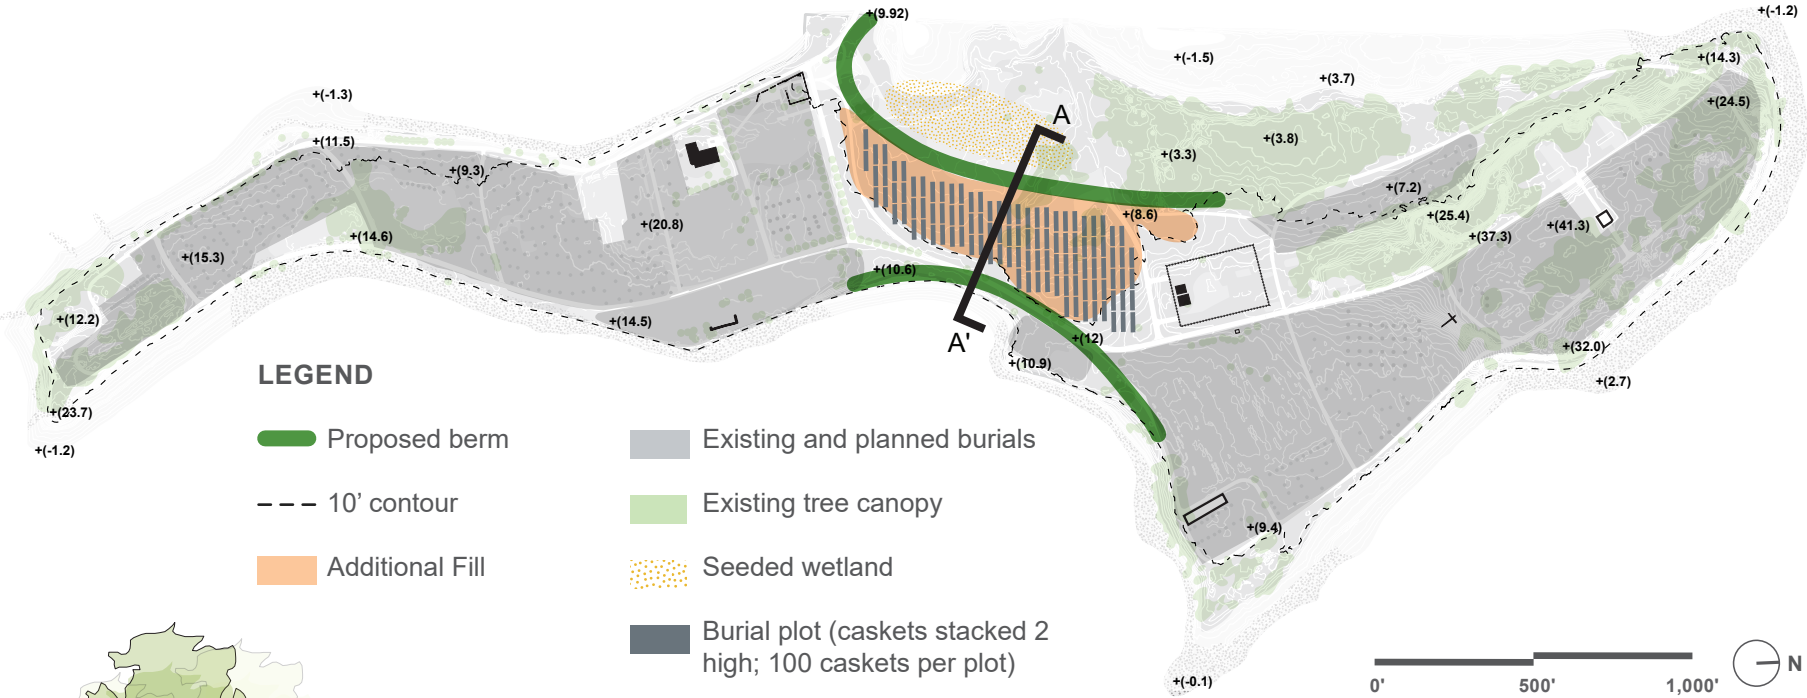 +(9.92)
+(-1.2)
+(-1.5)
+(14.3)
+(3.7)
+(-1.3)
+(24.5)
A
+(11.5)
+(3.8)
+(3.3)
+(9.3)
+(7.2)
+(8.6)
+(25.4)
+(20.8)
+(41.3)
+(14.6)
+(37.3)
+(15.3)
+(10.6)
+(12.2)
+(14.5)
+(12)
A'
+(32.0)
+(10.9)
+(2.7)
+(23.7)
+(-1.2)
+(9.4)
+(-0.1)
LEGEND
Proposed berm
10' contour
Additional Fill
Existing and planned burials
Existing tree canopy
Seeded wetland
Burial plot (caskets stacked 2
high; 100 caskets per plot)
0' 500' 1,000'
N